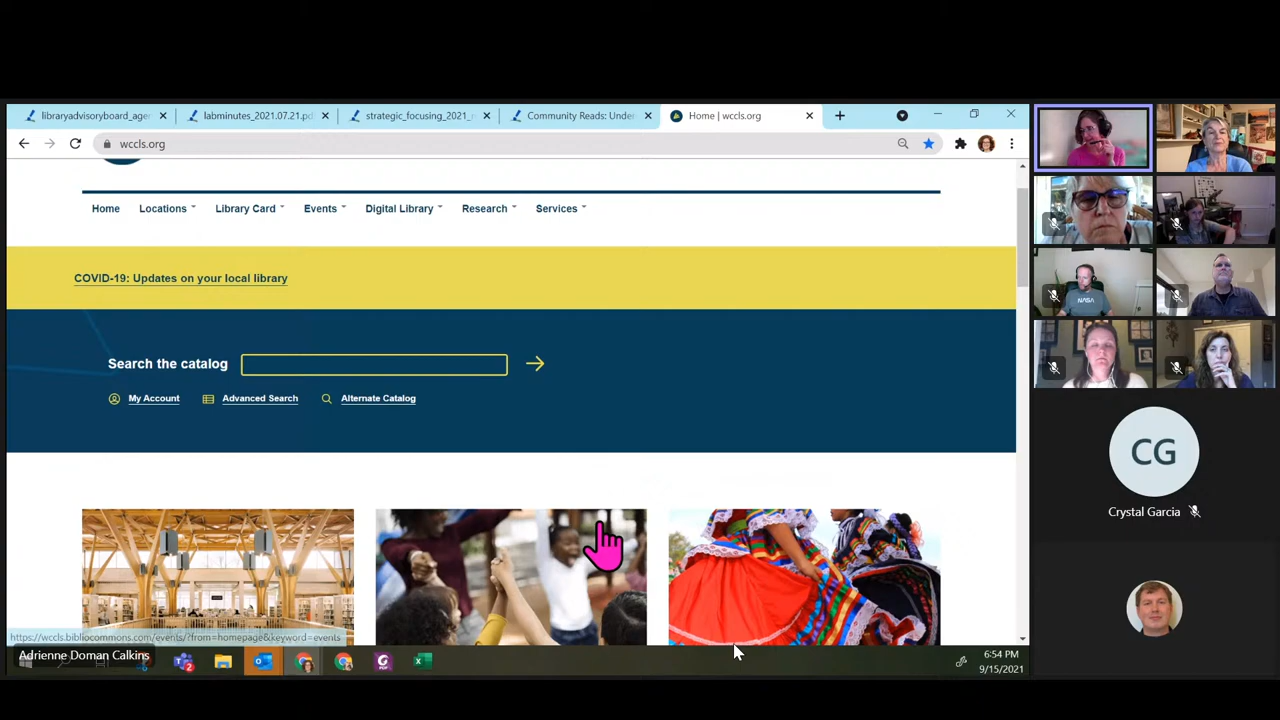 libraryadvisoryboard_age
labminutes_2021.07.21.pd
strategic_focusing_2021_
Community Reads: Under
Home | wccls.org
wccls.org
Home
Locations
Library Card
Events
Digital Library
Research
Services
COVID-19: Updates on your local library
Search the catalog
My Account
Advanced Search
Alternate Catalog
NASA
CG
Crystal Garcia
https://wccls.bibliocommons.com/events/?from=homepage&keyword=events
Adrienne Doman Calkins
6:54 PM
9/15/2021